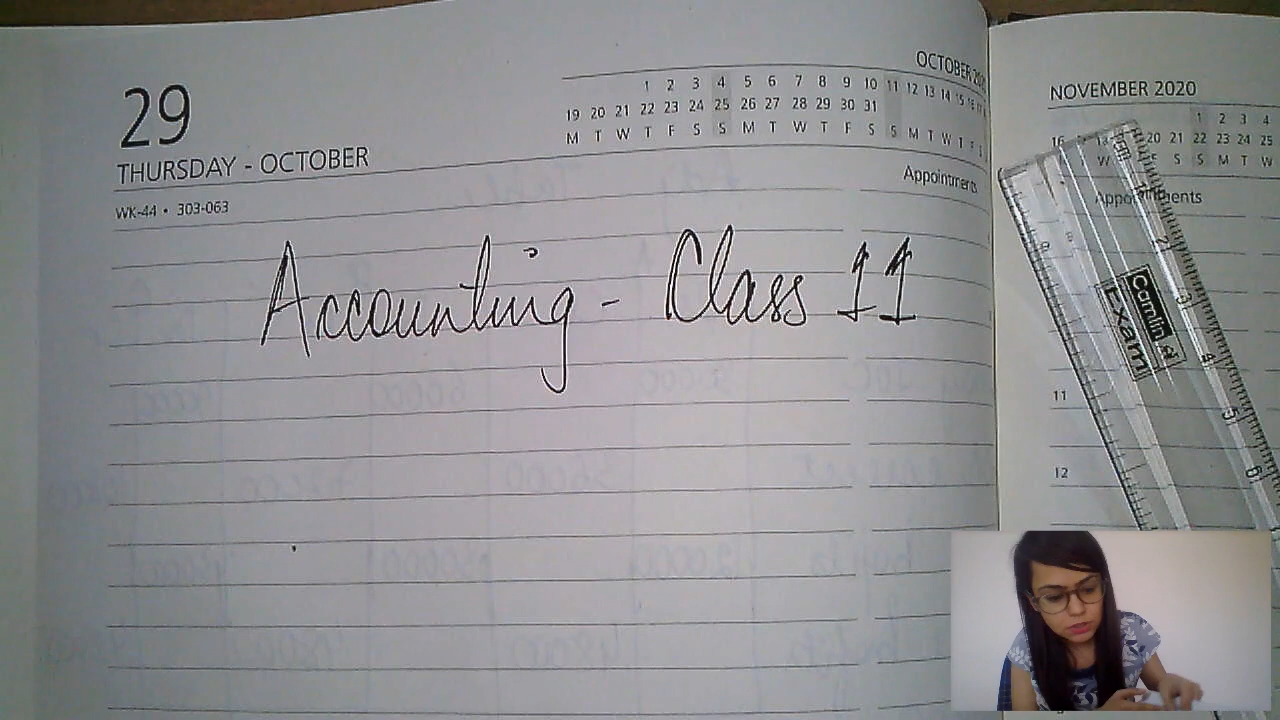 29
THURSDAY - OCTOBER
WK-44 • 303-063
OCTOBER
1 2 3 4 5 6 7 8 9 10 11 12 13 14 15 16
19 20 21 22 23 24 25 26 27 28 29 30 31
M T W T F S S M T W T F S S M T W T F
Appointments
Accounting - Class 11
NOVEMBER 2020
1 2 3 4
16 20 21 22 23 24 25
W S S M T W
Appointments
11
12
Camlin
Exam